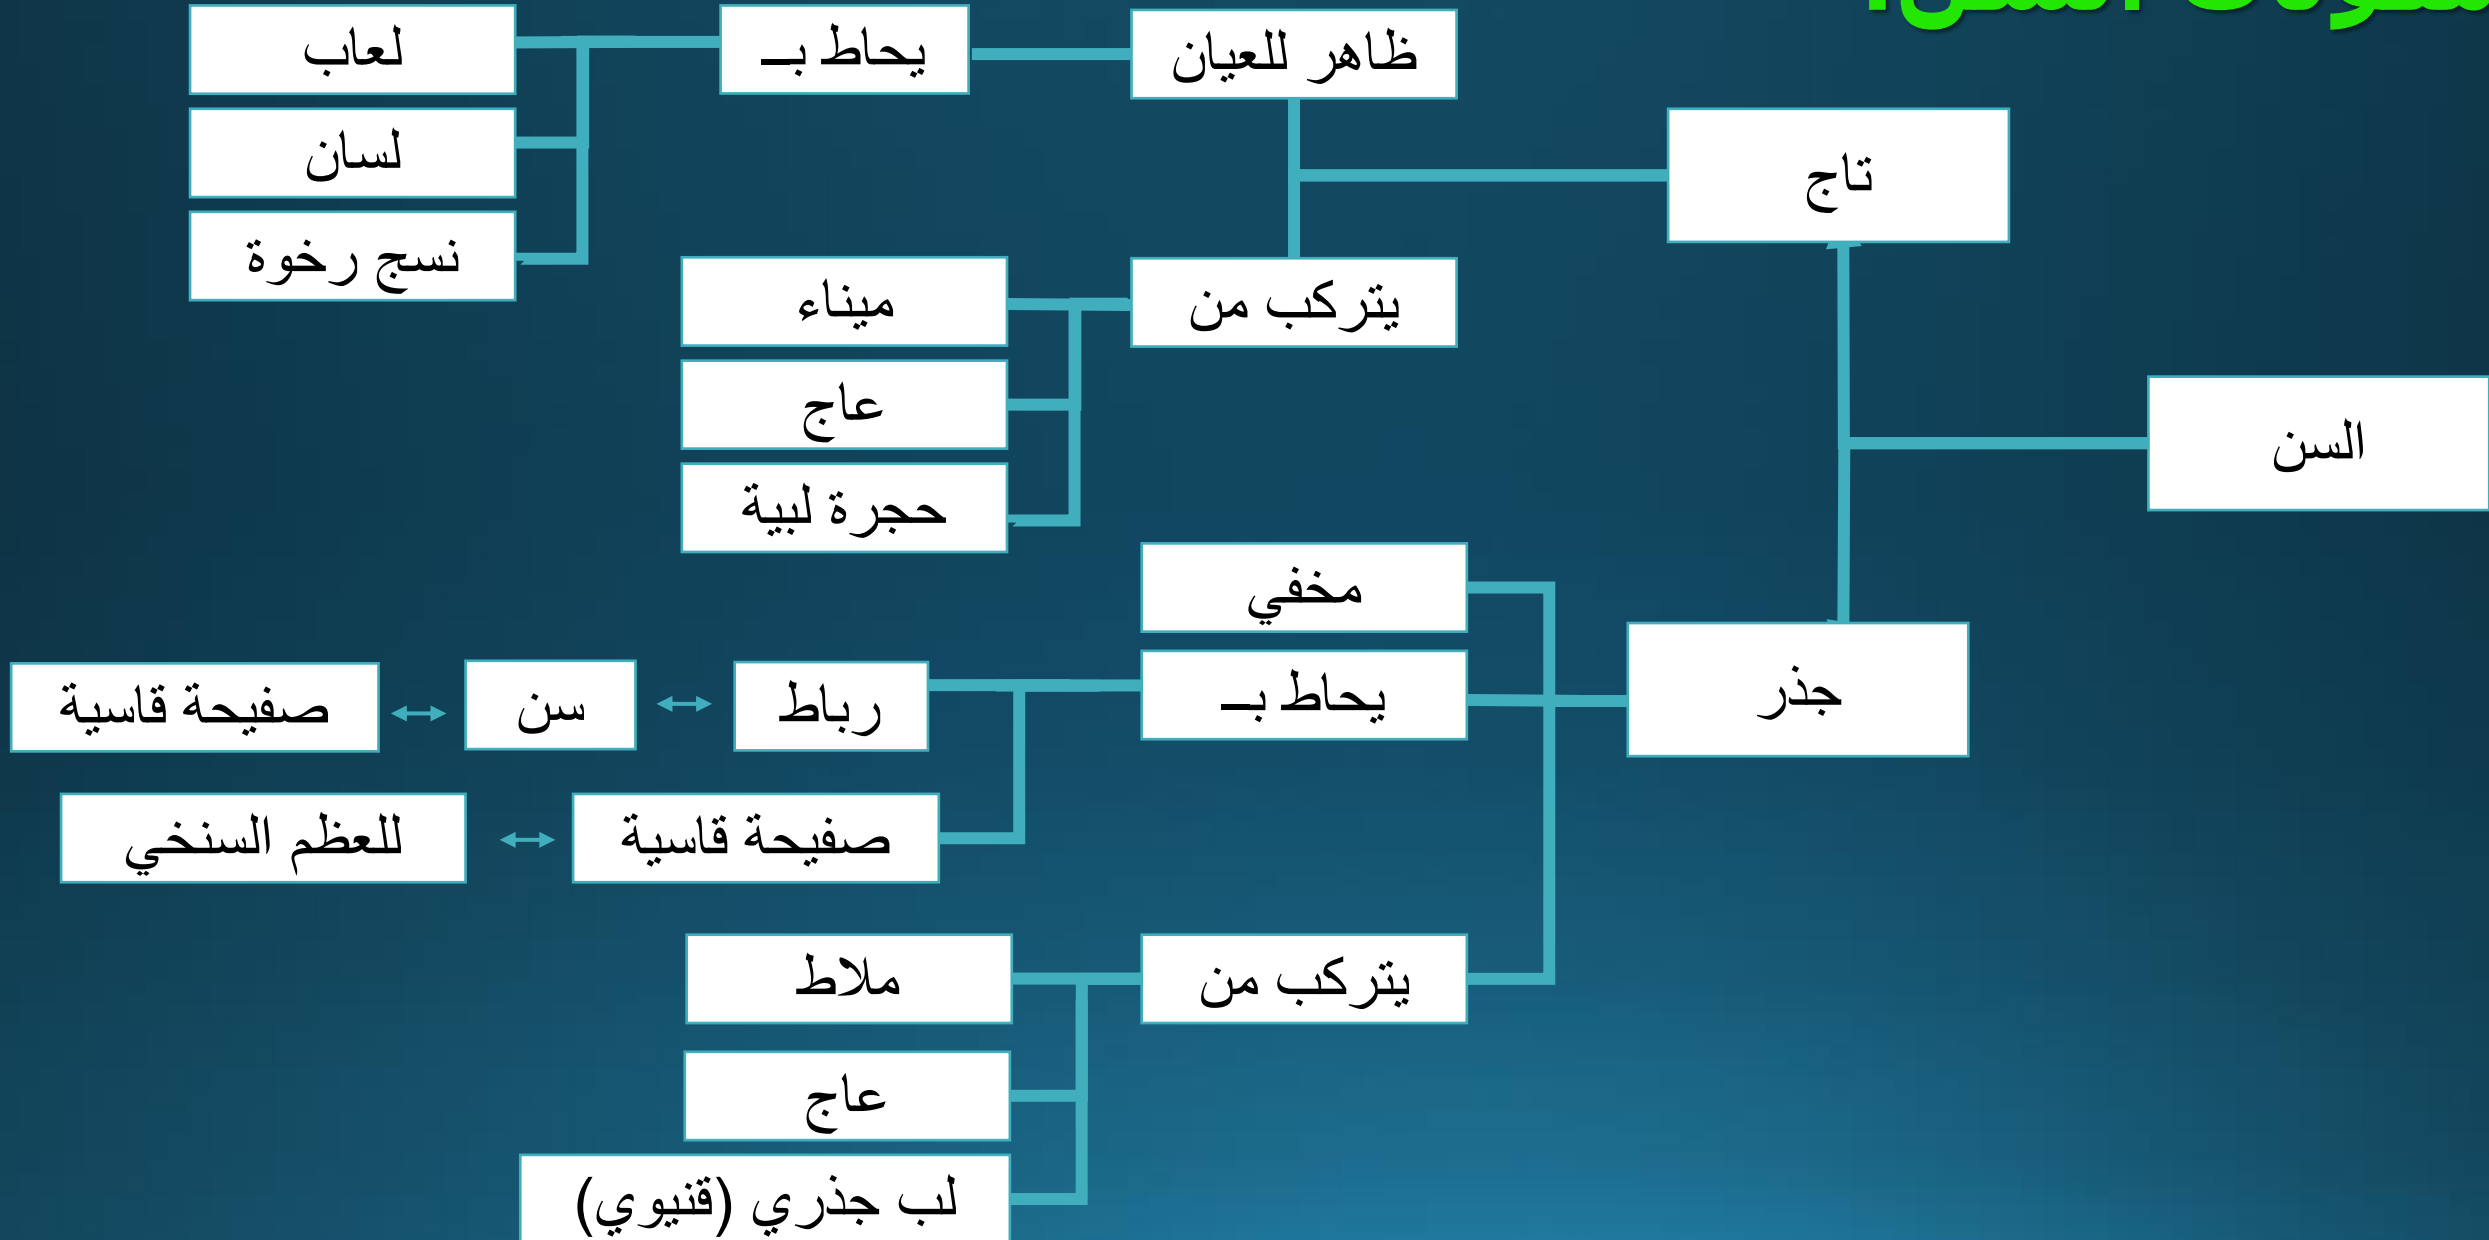 السن
تاج
ظاهر للعيان
يحاط بـ
لعاب
لسان
نسج رخوة
يتركب من
ميناء
عاج
حجرة لبية
جذر
مخفي
يحاط بـ
رباط
سن
صفيحة قاسية
صفيحة قاسية
للعظم السنخي
يتركب من
ملاط
عاج
لب جذري (قنيوي)